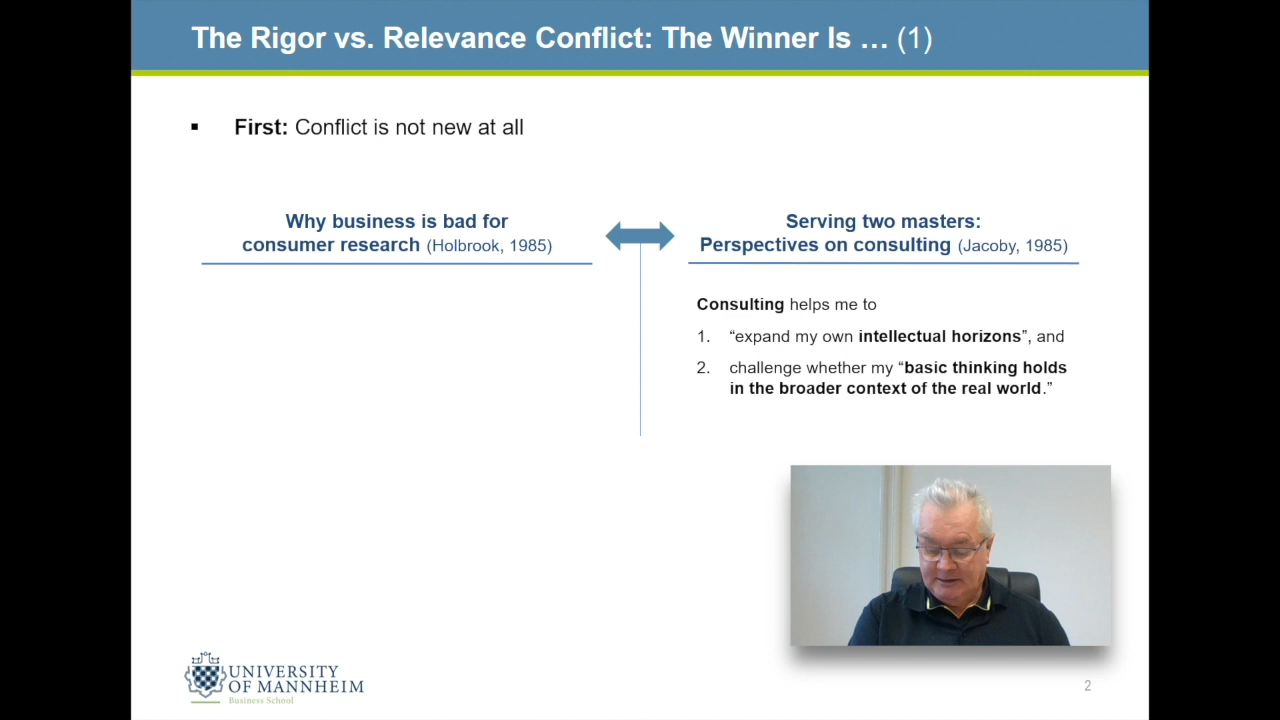 The Rigor vs. Relevance Conflict: The Winner Is … (1)
▪ First: Conflict is not new at all
Why business is bad for
consumer research (Holbrook, 1985)
Serving two masters:
Perspectives on consulting (Jacoby, 1985)
Consulting helps me to
1. “expand my own intellectual horizons”, and
2. challenge whether my “basic thinking holds
in the broader context of the real world.”
UNIVERSITY
OF MANNHEIM
Business School
2